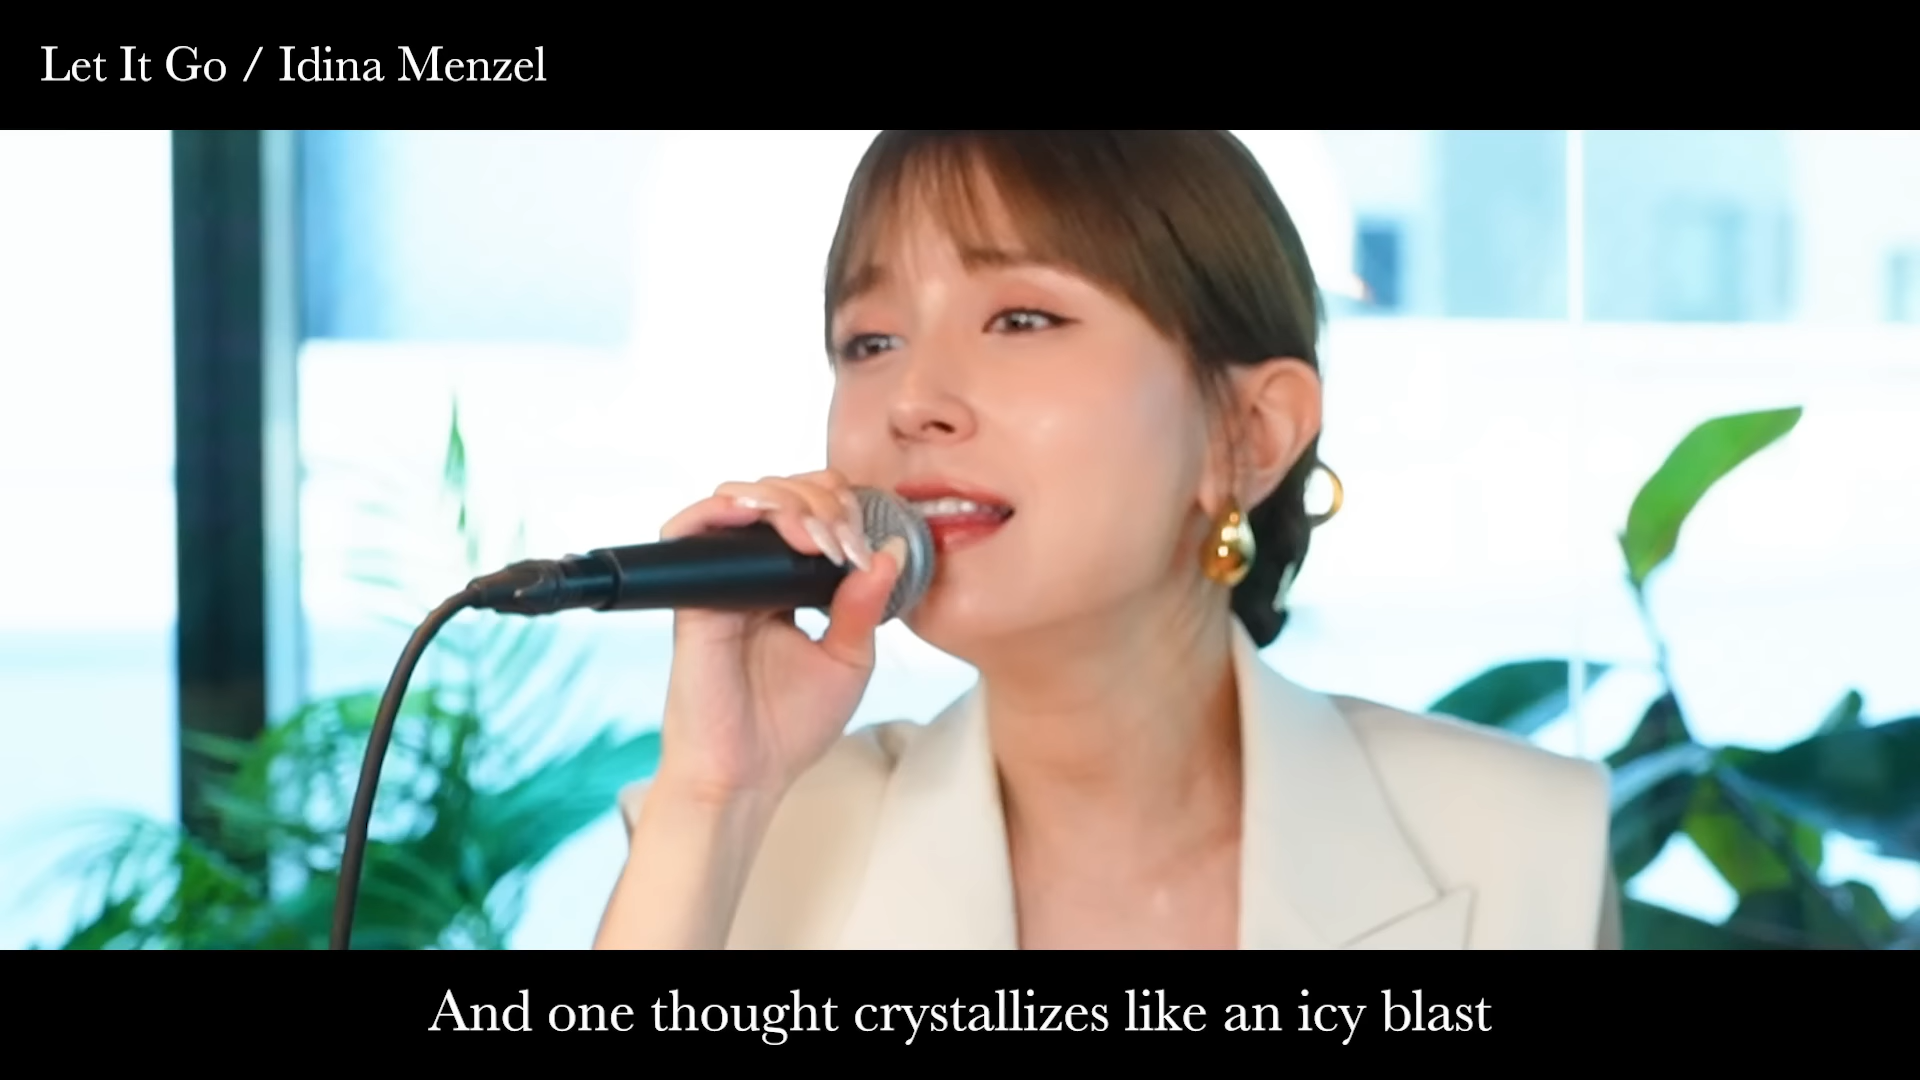 Let It Go / Idina Menzel
And one thought crystallizes like an icy blast